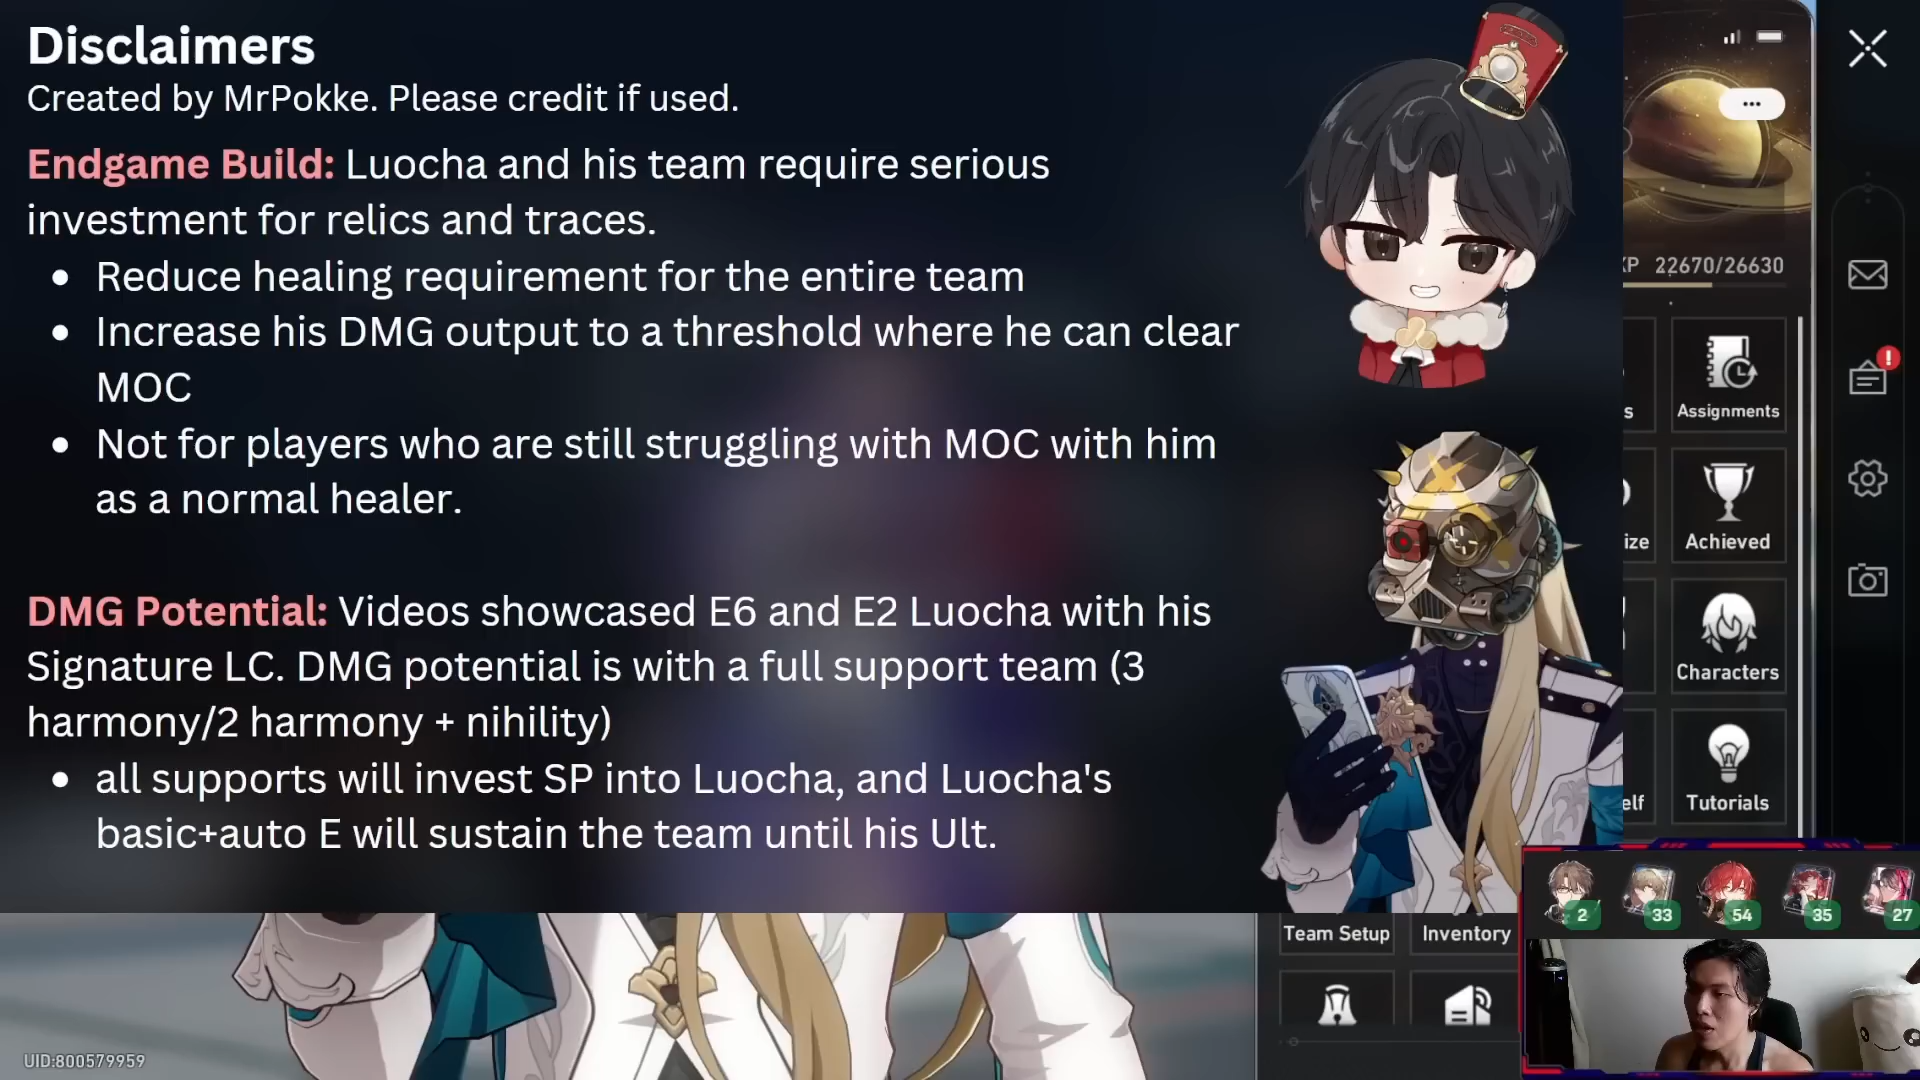 Disclaimers
Created by MrPokke. Please credit if used.
Endgame Build: Luocha and his team require serious
investment for relics and traces.
• Reduce healing requirement for the entire team
• Increase his DMG output to a threshold where he can clear
MOC
• Not for players who are still struggling with MOC with him
as a normal healer.
DMG Potential: Videos showcased E6 and E2 Luocha with his
Signature LC. DMG potential is with a full support team (3
harmony/2 harmony + nihility)
• all supports will invest SP into Luocha, and Luocha's
basic+auto E will sustain the team until his Ult.
22670/26630
Assignments
Achieved
Characters
Tutorials
Team Setup
Inventory
2
33
54
35
27
UID:800579959